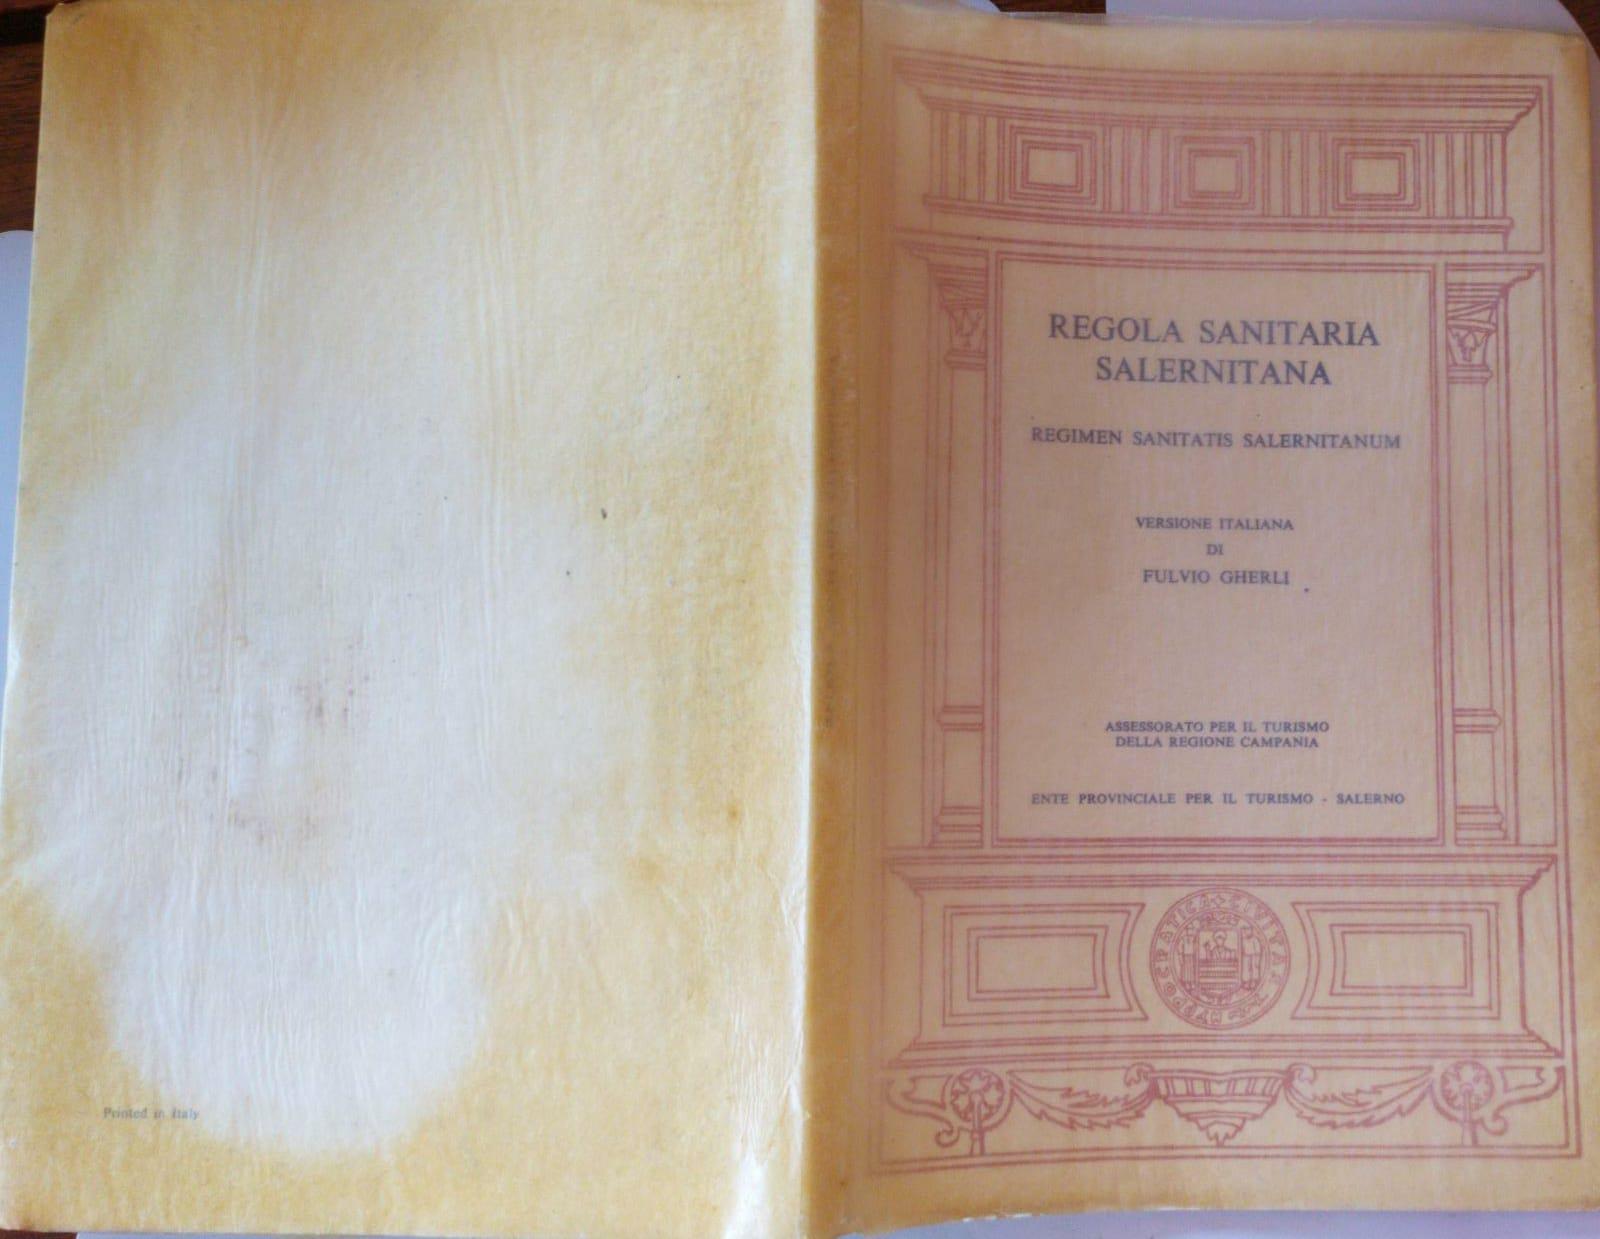 REGOLA SANITARIA
SALERNITANA
REGIMEN SANITATIS SALERNITANUM
VERSIONE ITALIANA
DI
FULVIO GHERLI
ASSESSORATO PER IL TURISMO
DELLA REGIONE CAMPANIA
ENTE PROVINCIALE PER IL TURISMO - SALERNO
Printed in Italy